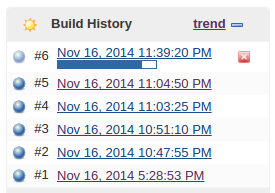 Build History trend
#6 Nov 16, 2014 11:39:20 PM
#5 Nov 16, 2014 11:04:50 PM
#4 Nov 16, 2014 11:03:25 PM
#3 Nov 16, 2014 10:51:10 PM
#2 Nov 16, 2014 10:47:55 PM
#1 Nov 16, 2014 5:28:53 PM